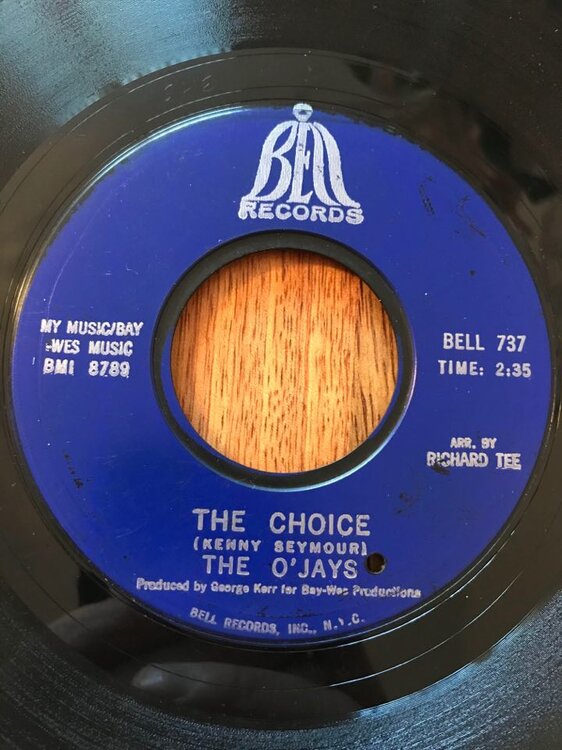 BELL
RECORDS
MY MUSIC/BAY
-WES MUSIC
BMI 8789
BELL 737
TIME: 2:35
ARR. BY
RICHARD TEE
THE CHOICE
(KENNY SEYMOUR)
THE O'JAYS
Produced by George Kerr for Bay-Wes Productions
BELL RECORDS, INC., N.Y.C.